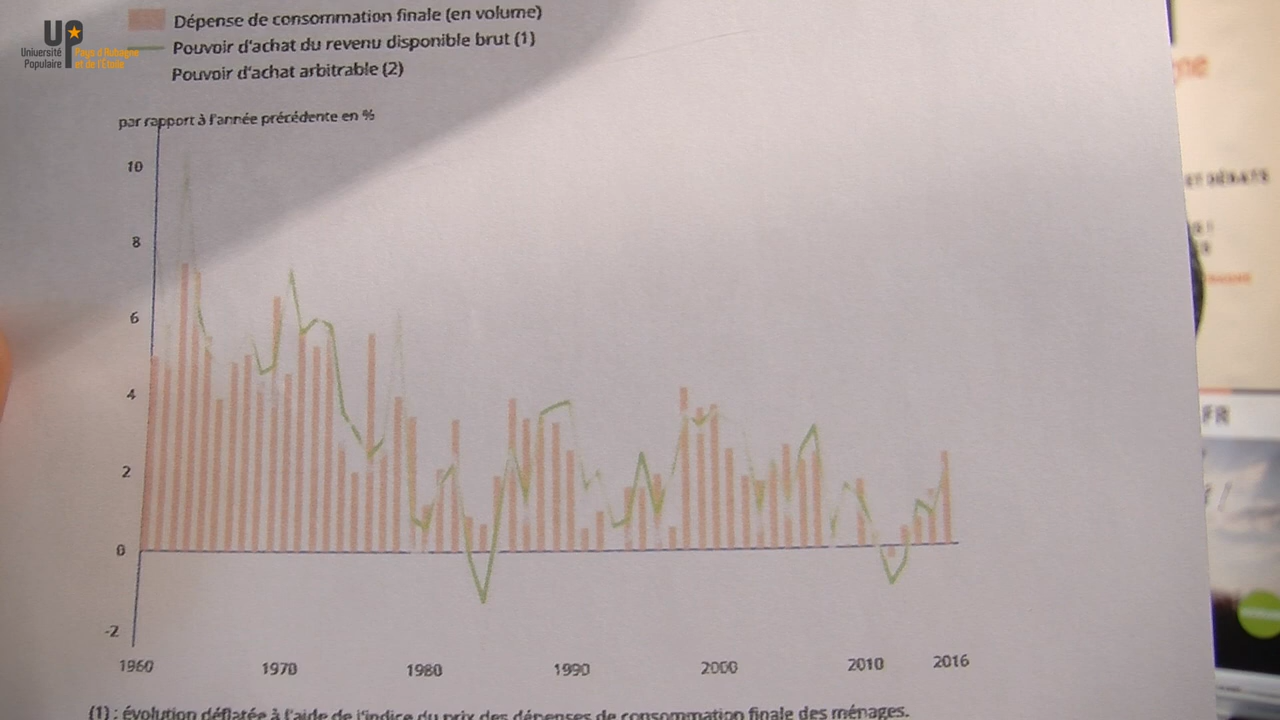 UP
Université
Populaire
Pays d'Aubagne
et de l'Étoile
Dépense de consommation finale (en volume)
Pouvoir d'achat du revenu disponible brut (1)
Pouvoir d'achat arbitrable (2)
par rapport à l'année précédente en %
10
8
6
4
2
0
-2
1960 1970 1980 1990 2000 2010 2016
(1) : évolution déflatée à l'aide de l'indice du prix des dépenses de consommation finale des ménages.
ET DÉBATS
FR